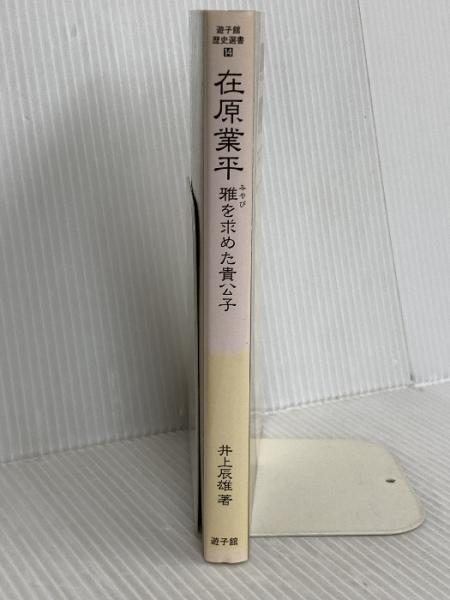 遊子館
歴史選書
14
在原業平
雅を求めた貴公子
みやび
井上辰雄 著
遊子館